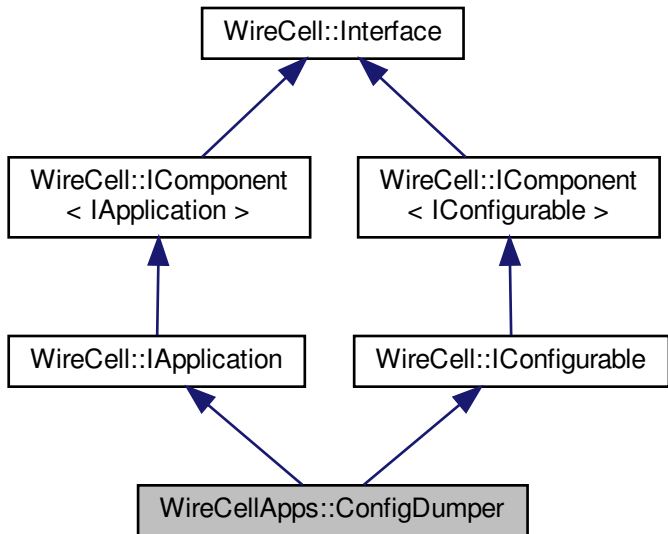 WireCell::Interface
WireCell::IComponent
< IApplication >
WireCell::IComponent
< IConfigurable >
WireCell::IApplication
WireCell::IConfigurable
WireCellApps::ConfigDumper